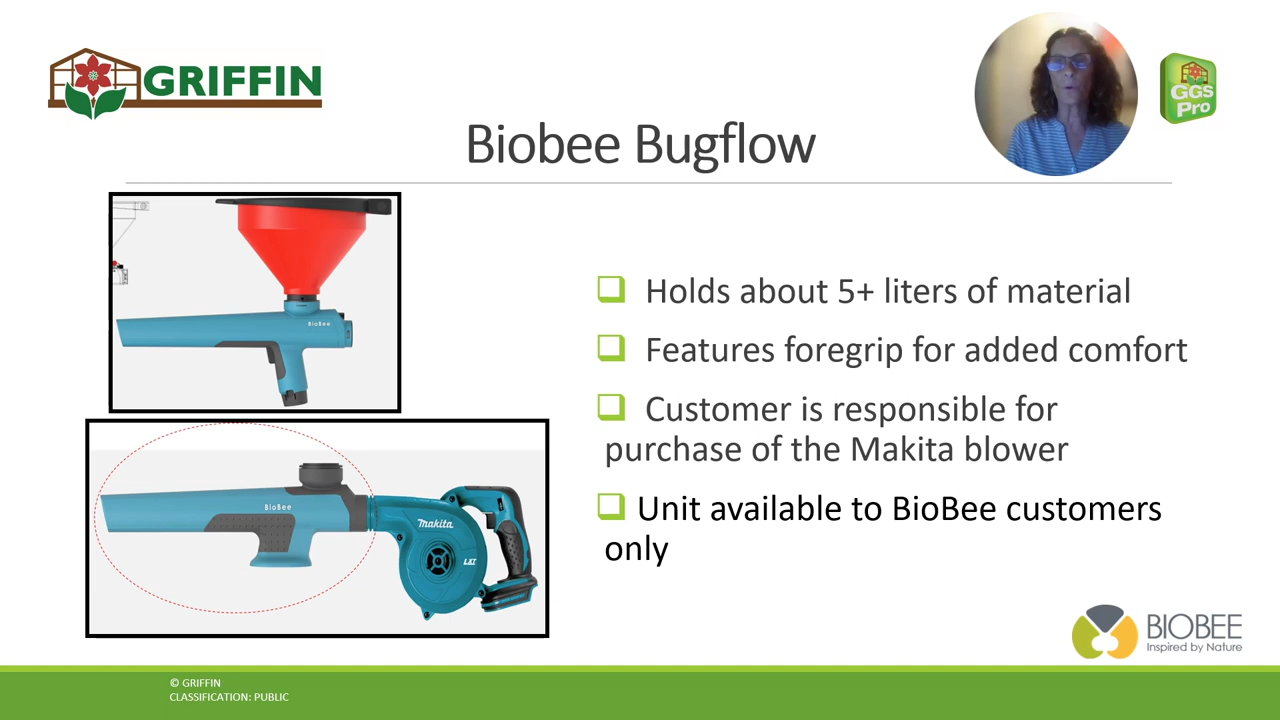 GRIFFIN
GGS
Pro
Biobee Bugflow
BioBee
Holds about 5+ liters of material
Features foregrip for added comfort
Customer is responsible for
purchase of the Makita blower
Unit available to BioBee customers
only
BioBee
makita
LXT
BIOBEE
Inspired by Nature
© GRIFFIN
CLASSIFICATION: PUBLIC